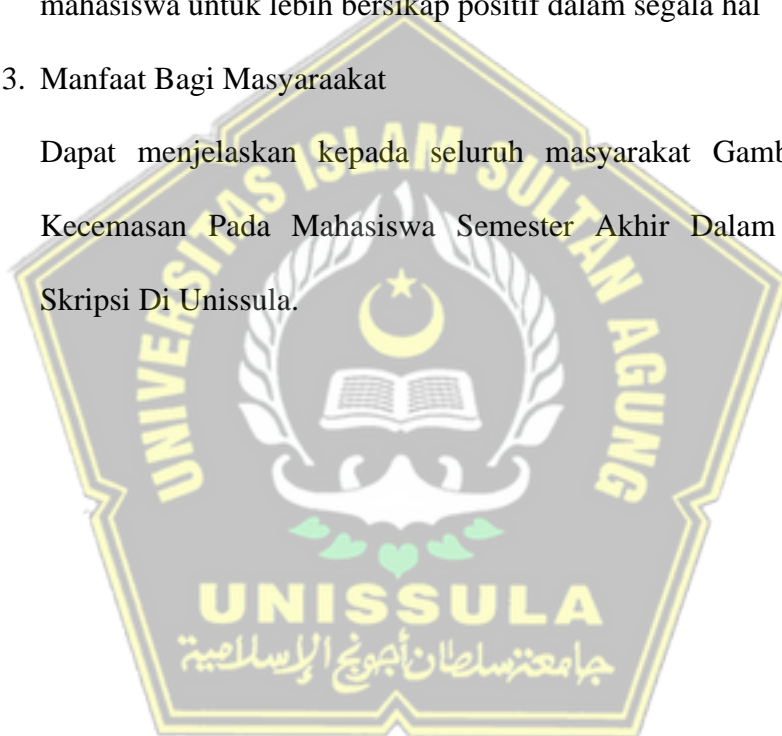 mahasiswa untuk lebih bersikap positif dalam segala hal
3. Manfaat Bagi Masyaraakat
Dapat menjelaskan kepada seluruh masyarakat Gamb
Kecemasan Pada Mahasiswa Semester Akhir Dalam
Skripsi Di Unissula.
UNIVERSITAS ISLAM SULTAN AGUNG
UNISSULA
جامعة سلطان أجونج الإسلامية